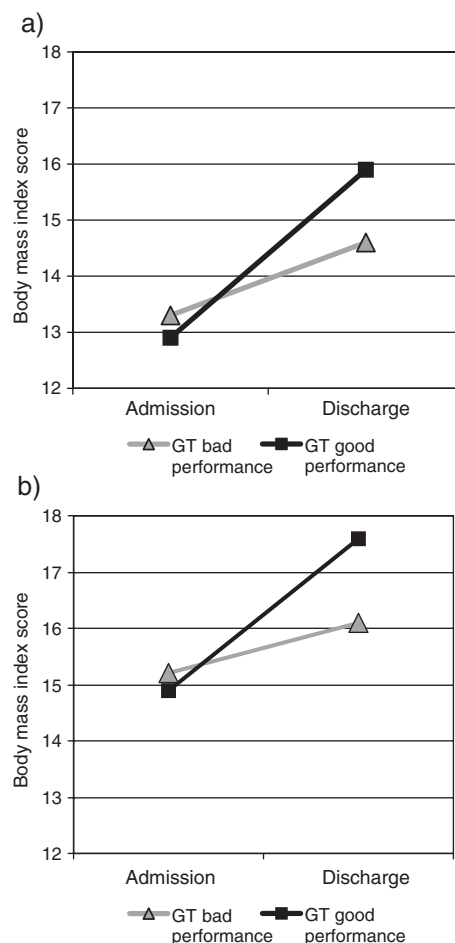 a)
18
17
16
15
14
13
12
Body mass index score
Admission Discharge
GT bad performance GT good performance
b)
18
17
16
15
14
13
12
Body mass index score
Admission Discharge
GT bad performance GT good performance